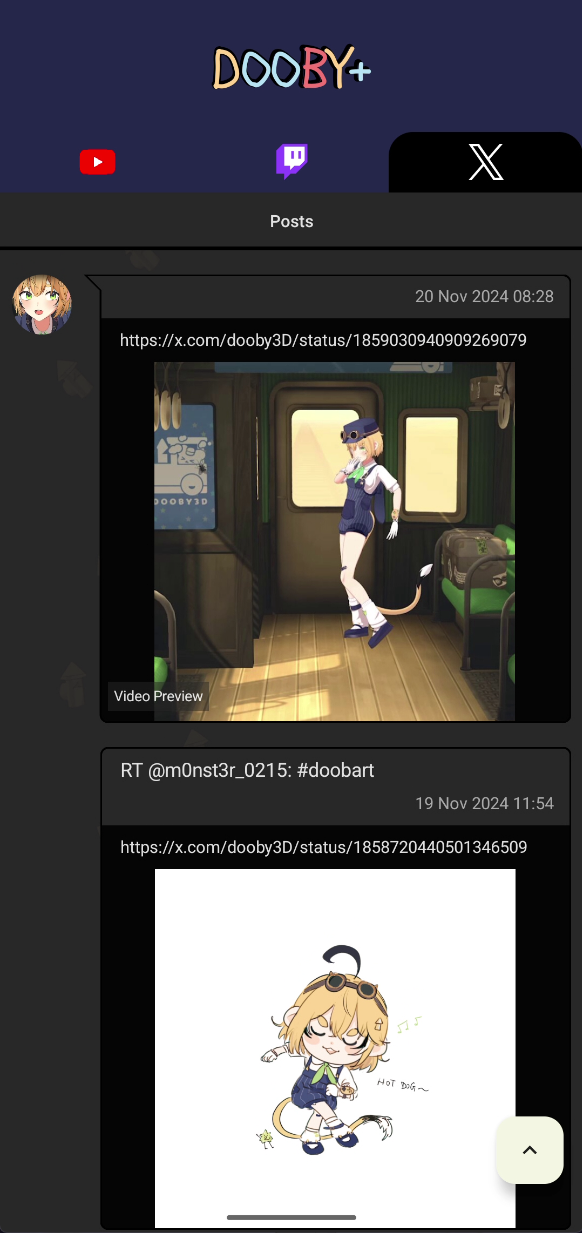 DOOBY+
Posts
20 Nov 2024 08:28
https://x.com/dooby3D/status/1859030940909269079
DOOBY3D
Video Preview
RT @m0nst3r_0215: #doobart
19 Nov 2024 11:54
https://x.com/dooby3D/status/1858720440501346509
HOT DOG~